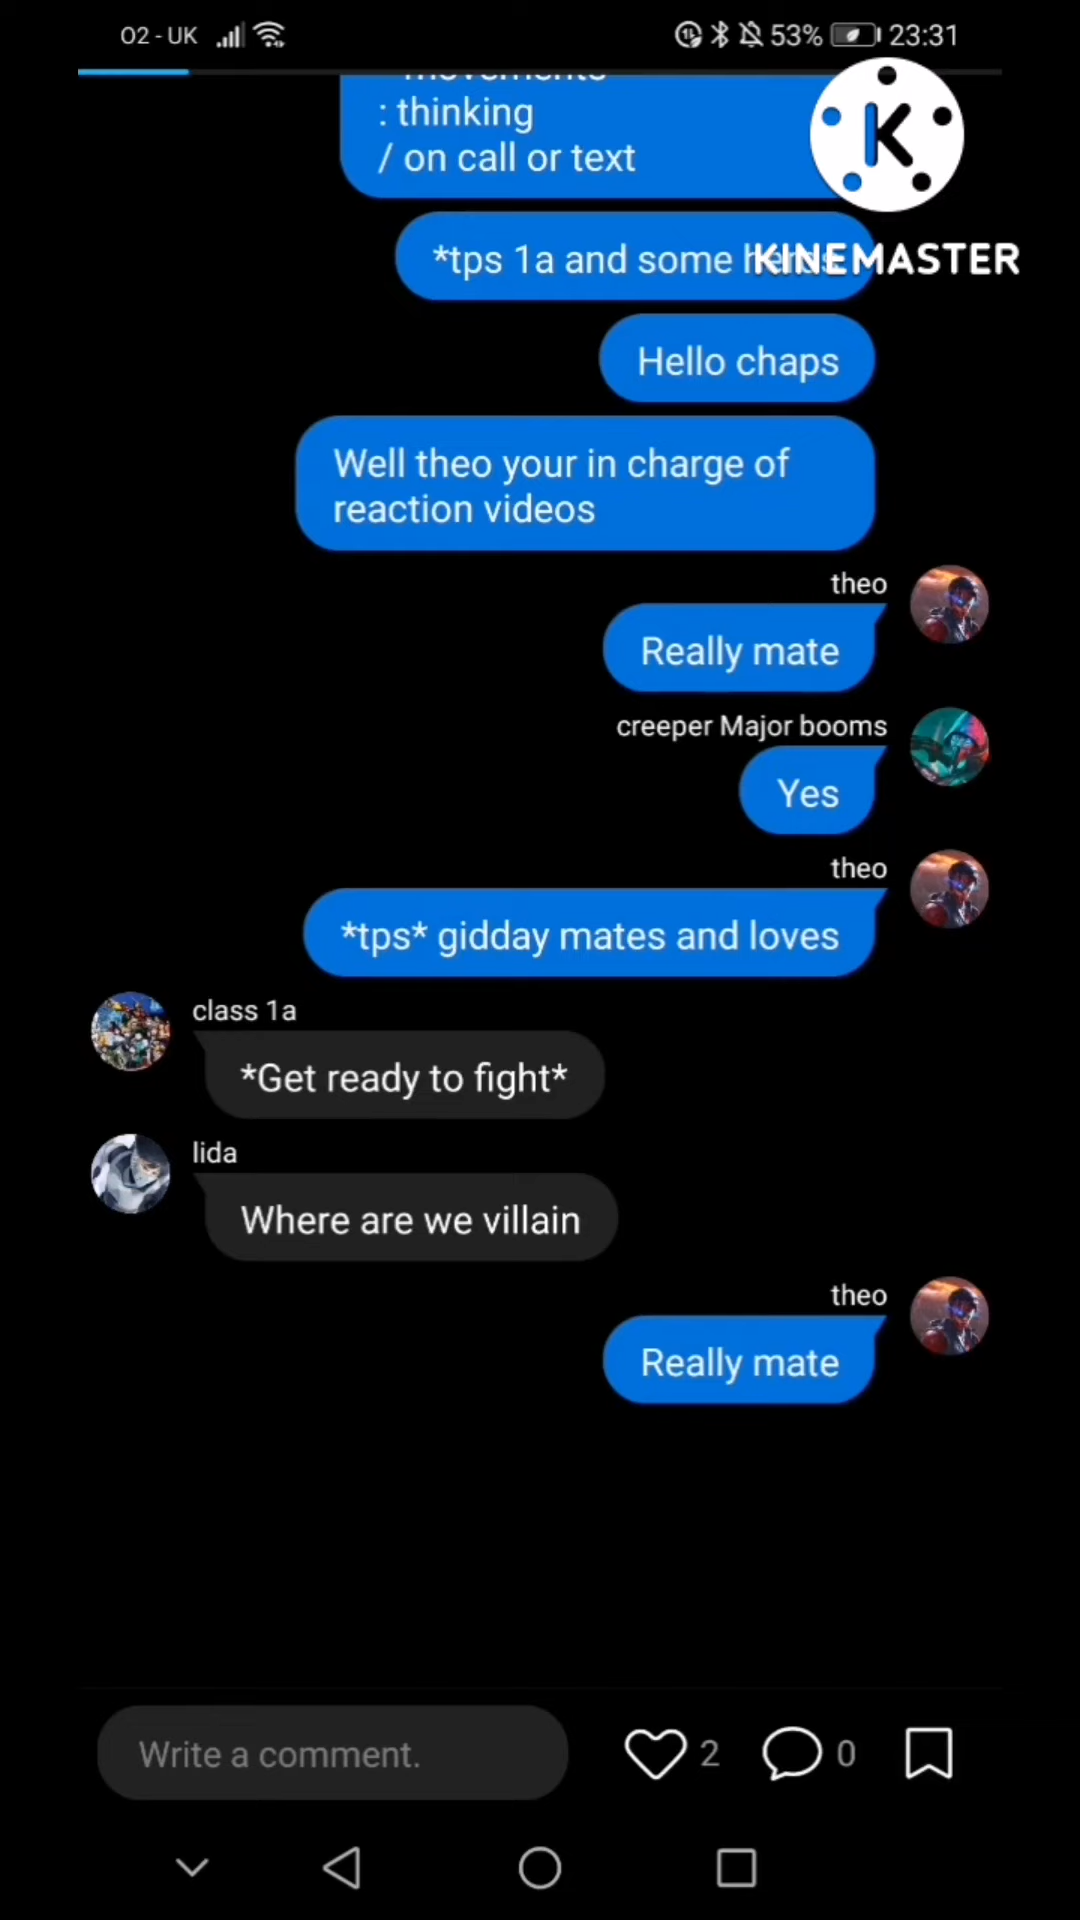 O2 - UK
53% 23:31
: thinking
/ on call or text
*tps 1a and some
KINEMASTER
Hello chaps
Well theo your in charge of
reaction videos
theo
Really mate
creeper Major booms
Yes
theo
*tps* gidday mates and loves
class 1a
*Get ready to fight*
lida
Where are we villain
theo
Really mate
Write a comment.
2
0